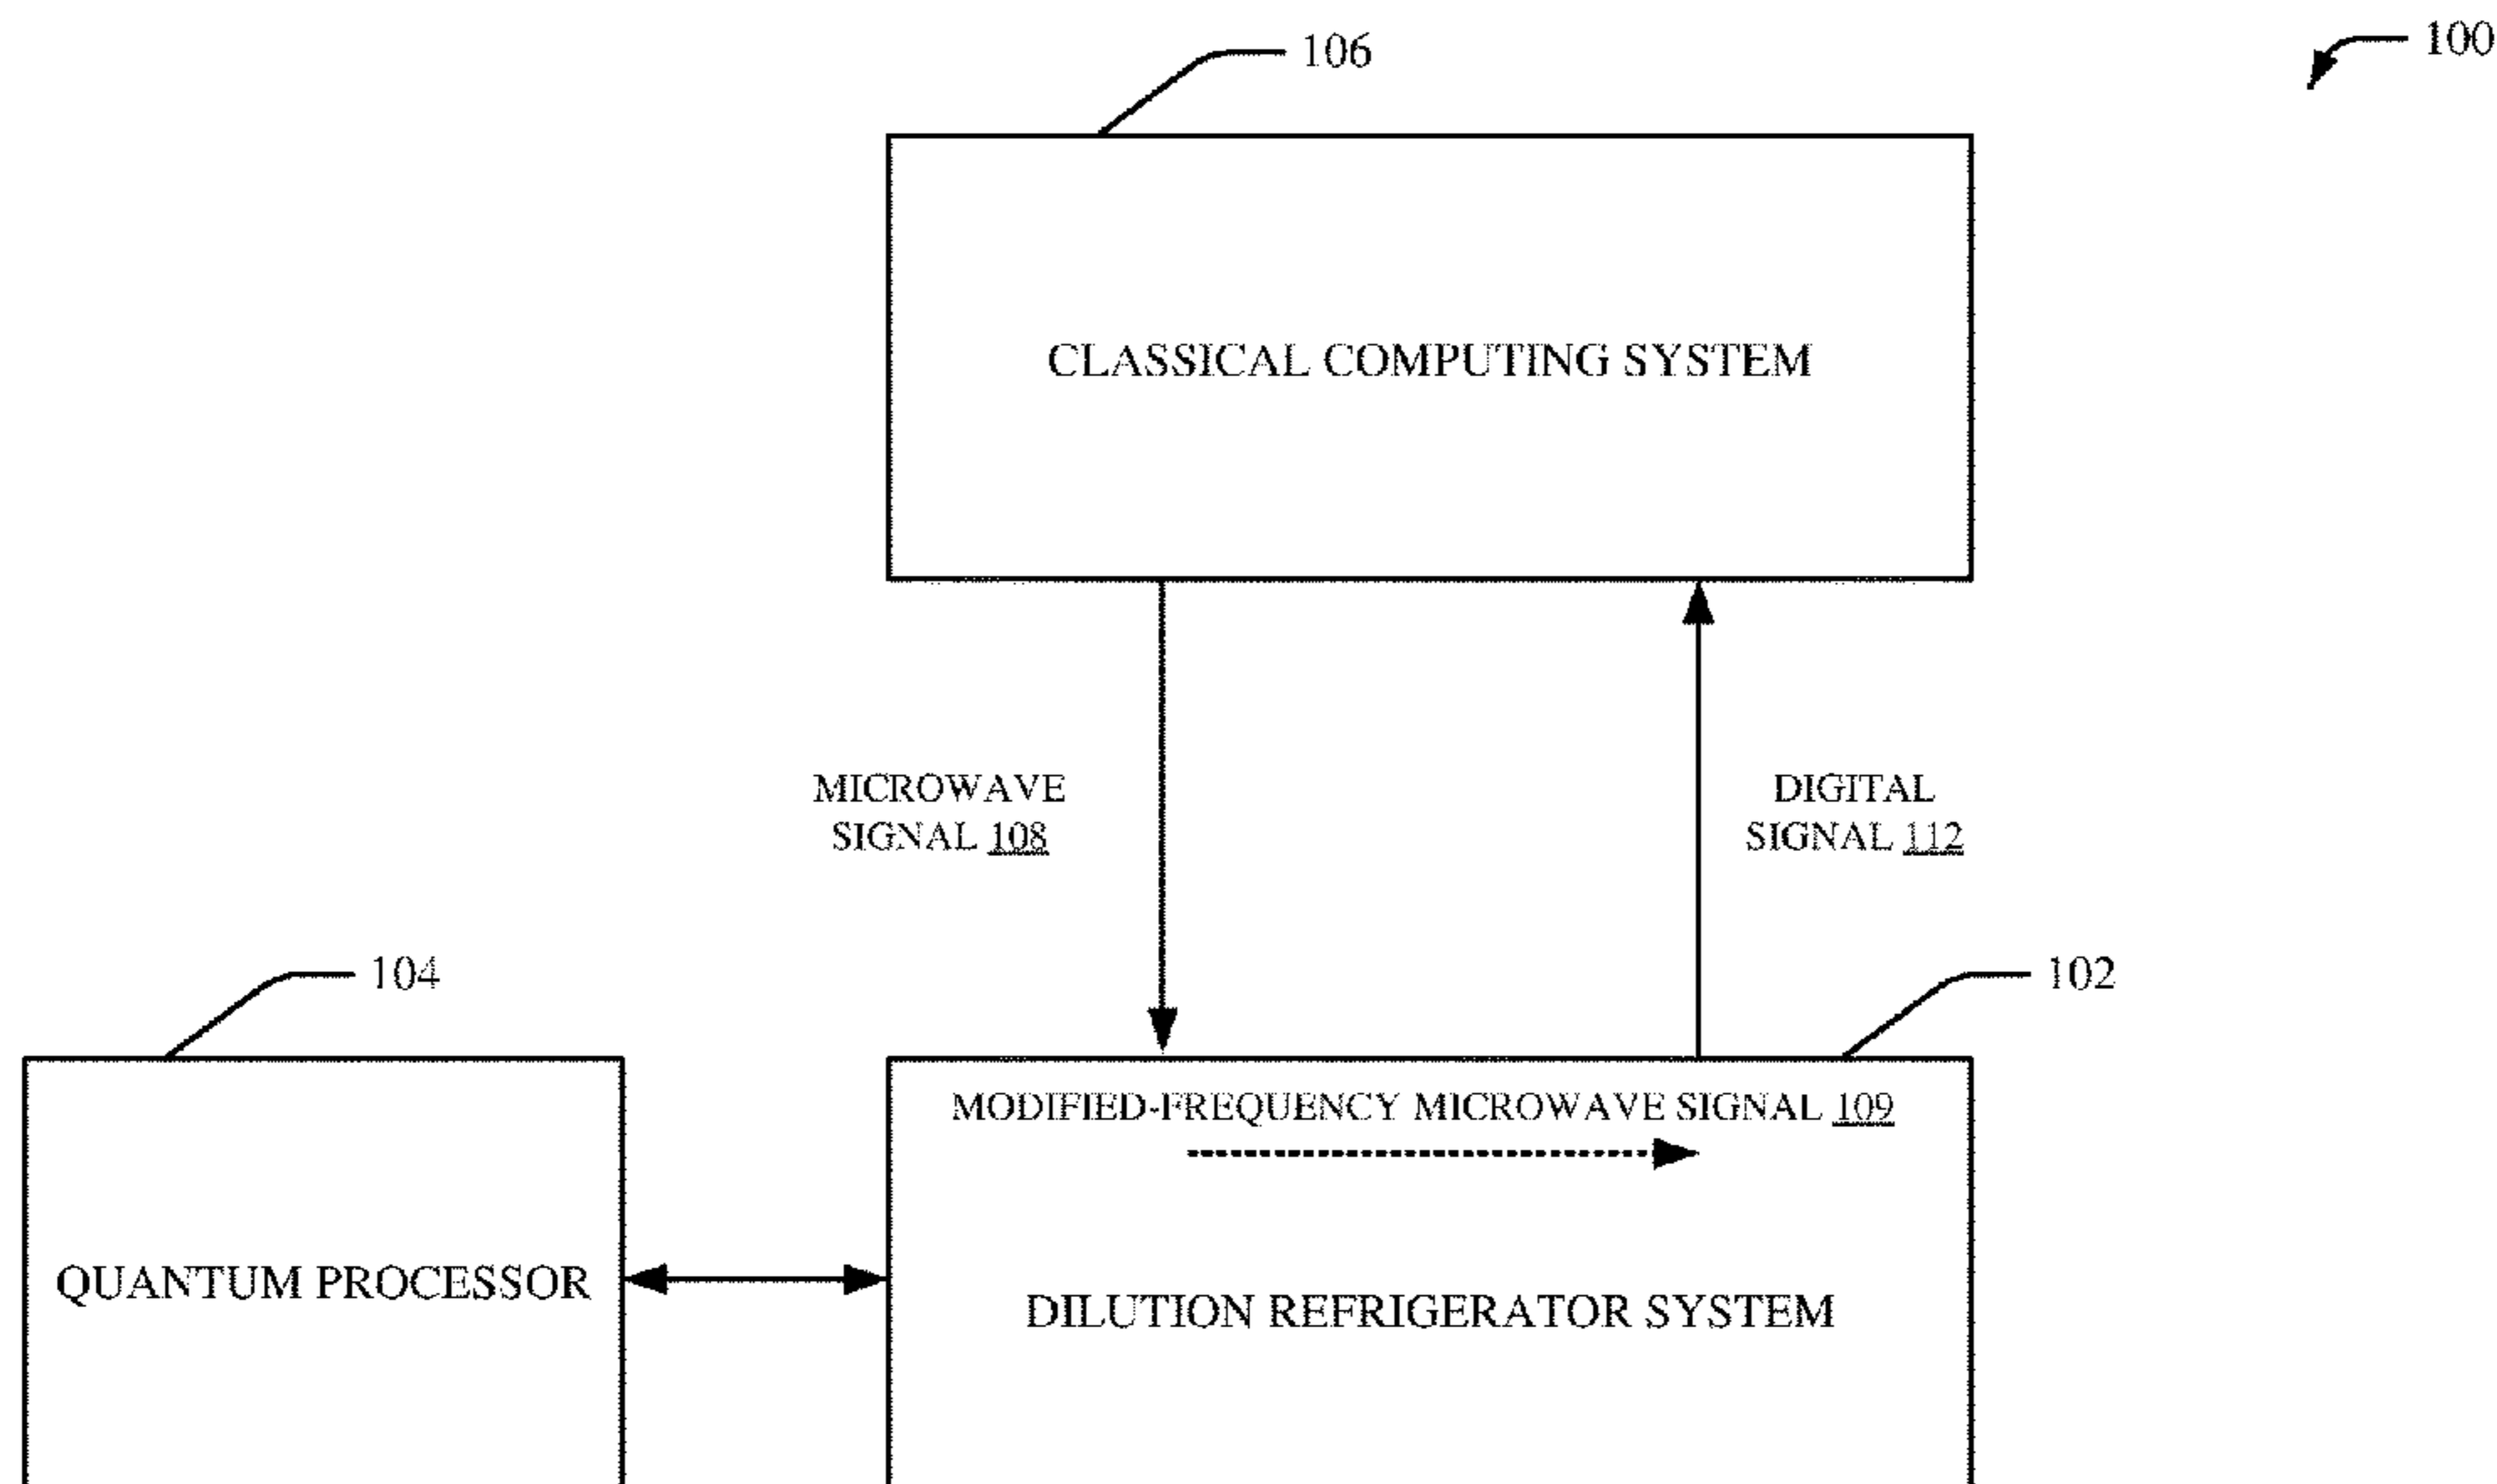 100
106
CLASSICAL COMPUTING SYSTEM
MICROWAVE
SIGNAL 108
DIGITAL
SIGNAL 112
104
102
MODIFIED-FREQUENCY MICROWAVE SIGNAL 109
QUANTUM PROCESSOR
DILUTION REFRIGERATOR SYSTEM